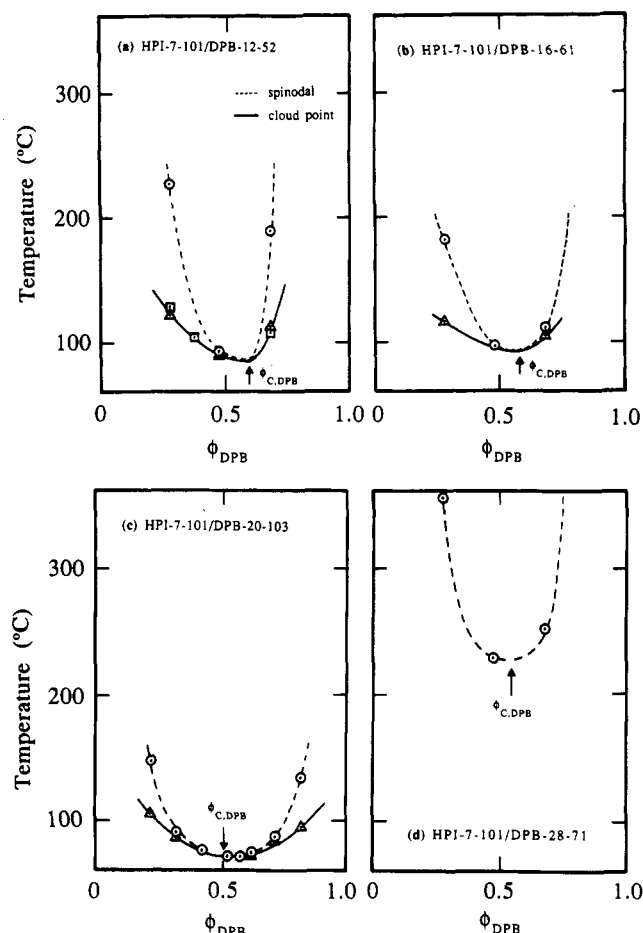 (a) HPI-7-101/DPB-12-52
---- spinodal
— cloud point
Temperature (°C)
300
200
100
0
0.5
1.0
ϕC,DPB
ϕDPB
(b) HPI-7-101/DPB-16-61
0
0.5
1.0
ϕC,DPB
ϕDPB
(c) HPI-7-101/DPB-20-103
Temperature (°C)
300
200
100
0
0.5
1.0
ϕC,DPB
ϕDPB
(d) HPI-7-101/DPB-28-71
0
0.5
1.0
ϕC,DPB
ϕDPB